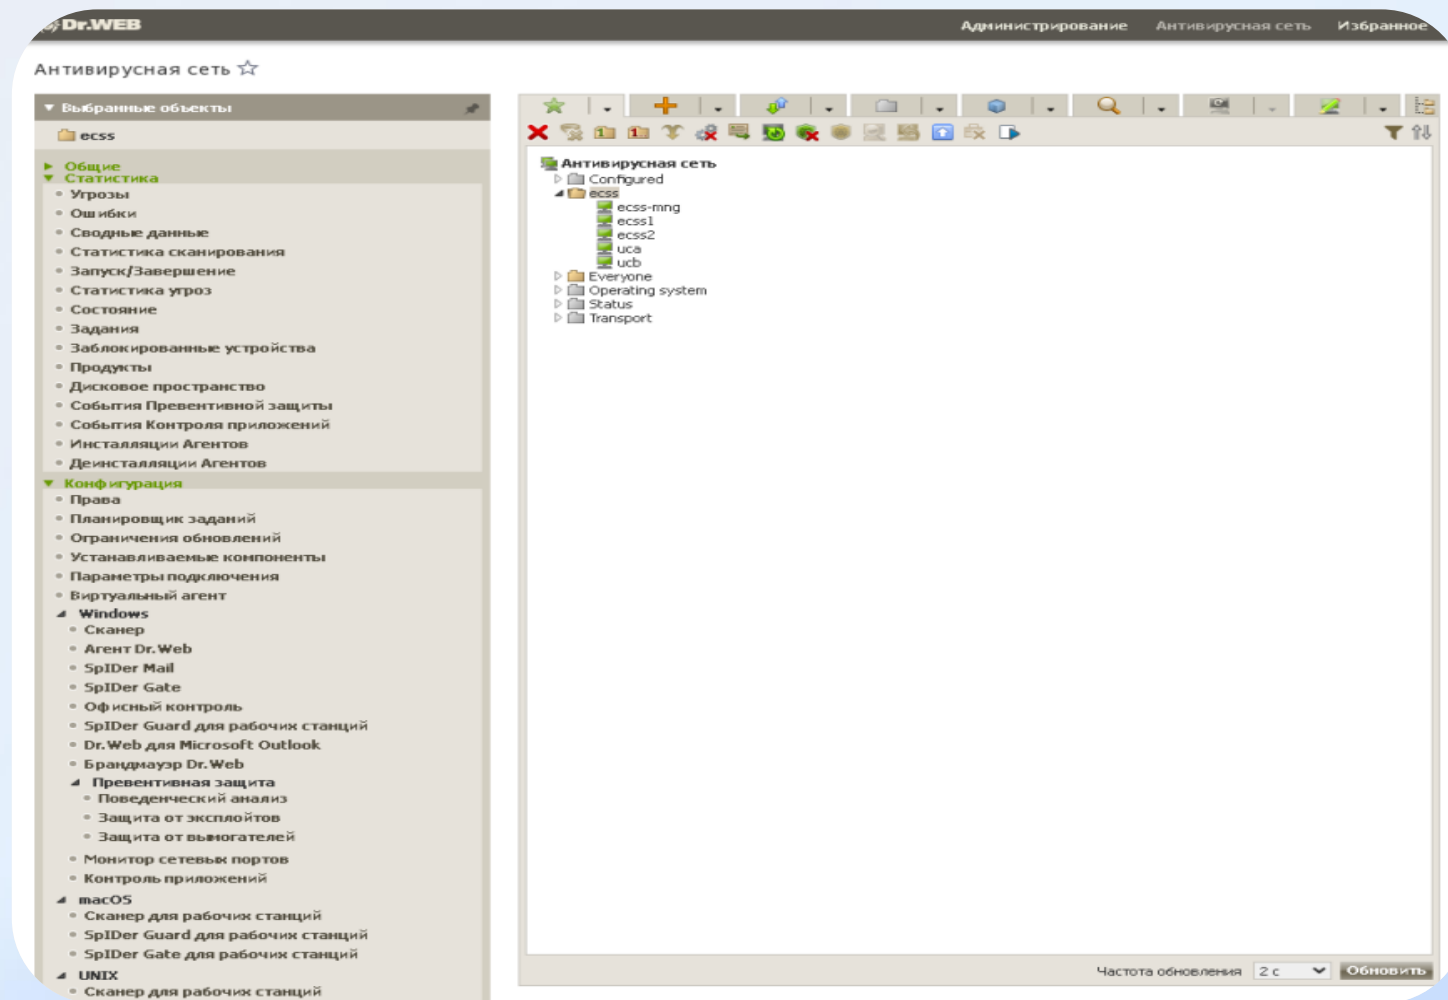 Dr.WEB
Администрирование Антивирусная сеть Избранное
Антивирусная сеть
Выбранные объекты
ecss
Общие
Статистика
Угрозы
Ошибки
Сводные данные
Статистика сканирования
Запуск/Завершение
Статистика угроз
Состояние
Задания
Заблокированные устройства
Продукты
Дисковое пространство
События Превентивной защиты
События Контроля приложений
Инсталляции Агентов
Деинсталляции Агентов
Конфигурация
Права
Планировщик заданий
Ограничения обновлений
Устанавливаемые компоненты
Параметры подключения
Виртуальный агент
Windows
Сканер
Агент Dr.Web
SpIDer Mail
SpIDer Gate
Офисный контроль
SpIDer Guard для рабочих станций
Dr.Web для Microsoft Outlook
Брандмауэр Dr.Web
Превентивная защита
Поведенческий анализ
Защита от эксплойтов
Защита от вымогателей
Монитор сетевых портов
Контроль приложений
macOS
Сканер для рабочих станций
SpIDer Guard для рабочих станций
SpIDer Gate для рабочих станций
UNIX
Сканер для рабочих станций
Антивирусная сеть
Configured
ecss
ecss-mng
ecss1
ecss2
uca
ucb
Everyone
Operating system
Status
Transport
Частота обновления 2 с Обновить